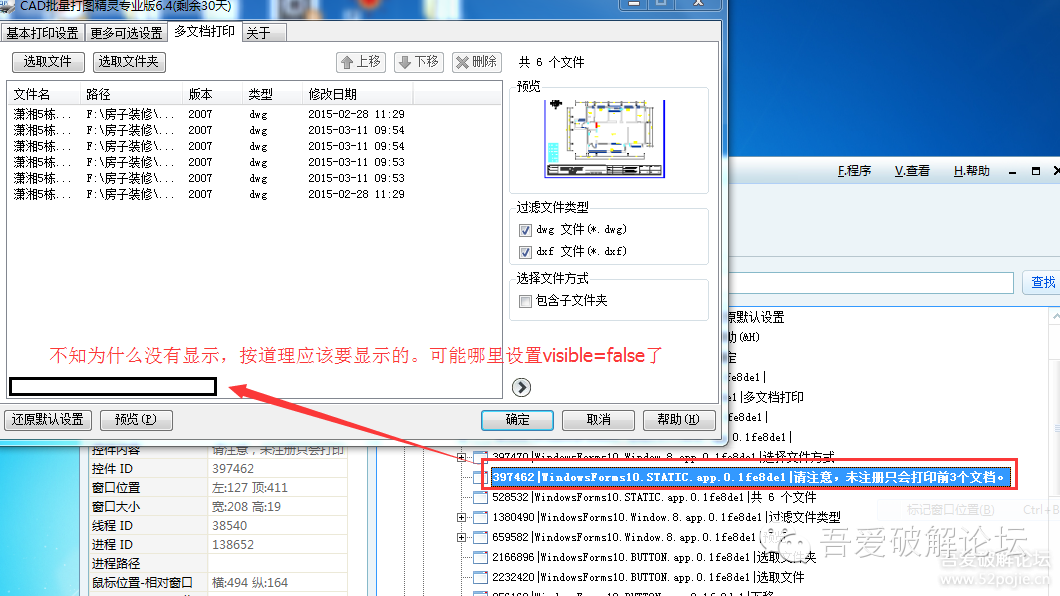 CAD批量打图精灵专业版6.4(剩余30天)
基本打印设置 更多可选设置 多文档打印 关于
选取文件 选取文件夹 上移 下移 删除 共 6 个文件
文件名 路径 版本 类型 修改日期
潇湘5栋... F:\房子装修\... 2007 dwg 2015-02-28 11:29
潇湘5栋... F:\房子装修\... 2007 dwg 2015-03-11 09:54
潇湘5栋... F:\房子装修\... 2007 dwg 2015-03-11 09:54
潇湘5栋... F:\房子装修\... 2007 dwg 2015-03-11 09:53
潇湘5栋... F:\房子装修\... 2007 dwg 2015-03-11 09:53
潇湘5栋... F:\房子装修\... 2007 dwg 2015-02-28 11:29
预览
过滤文件类型
dwg 文件(*.dwg)
dxf 文件(*.dxf)
选择文件方式
包含子文件夹
不知为什么没有显示，按道理应该要显示的。可能哪里设置visible=false了
还原默认设置 预览(P) 确定 取消 帮助(H)
F.程序 V.查看 H.帮助
查找
原默认设置
助(&H)
定
fe8de1|
fe8de1|多文档打印
fe8de1|
0.1fe8de1|
397470|WindowsForms10.Window.8.app.0.1fe8de1|选择文件方式
397462|WindowsForms10.STATIC.app.0.1fe8de1|请注意，未注册只会打印前3个文档。
528532|WindowsForms10.STATIC.app.0.1fe8de1|共 6 个文件
1380490|WindowsForms10.Window.8.app.0.1fe8de1|过滤文件类型
659582|WindowsForms10.Window.8.app.0.1fe8de1|预览
2166896|WindowsForms10.BUTTON.app.0.1fe8de1|选取文件夹
2232420|WindowsForms10.BUTTON.app.0.1fe8de1|选取文件
标记窗口位置(B) Ctrl+B
控件内容 请注意，未注册只会打印
控件 ID 397462
窗口位置 左:127 顶:411
窗口大小 宽:208 高:19
线程 ID 38540
进程 ID 138652
进程路径
鼠标位置-相对窗口 横:494 纵:164
吾爱破解论坛
吾爱破解论坛
www.52pojie.cn